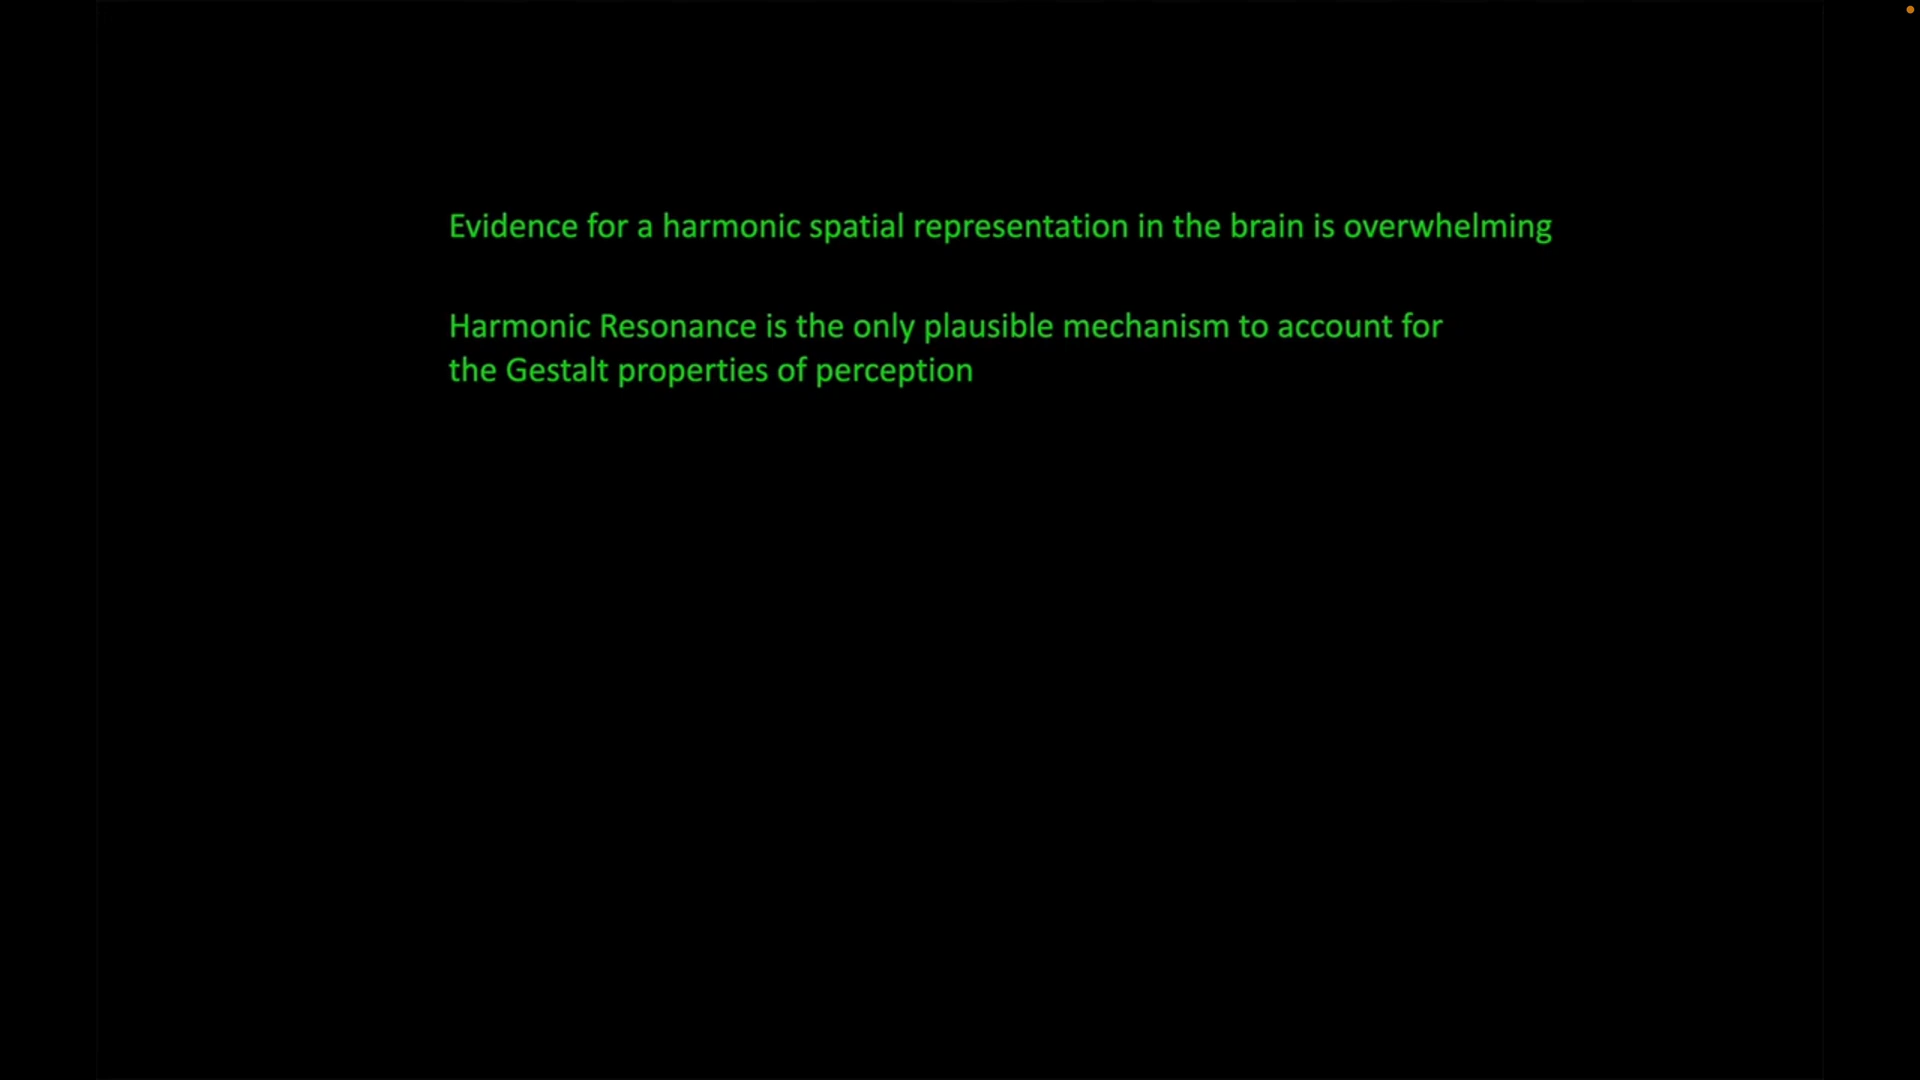 Evidence for a harmonic spatial representation in the brain is overwhelming
Harmonic Resonance is the only plausible mechanism to account for
the Gestalt properties of perception